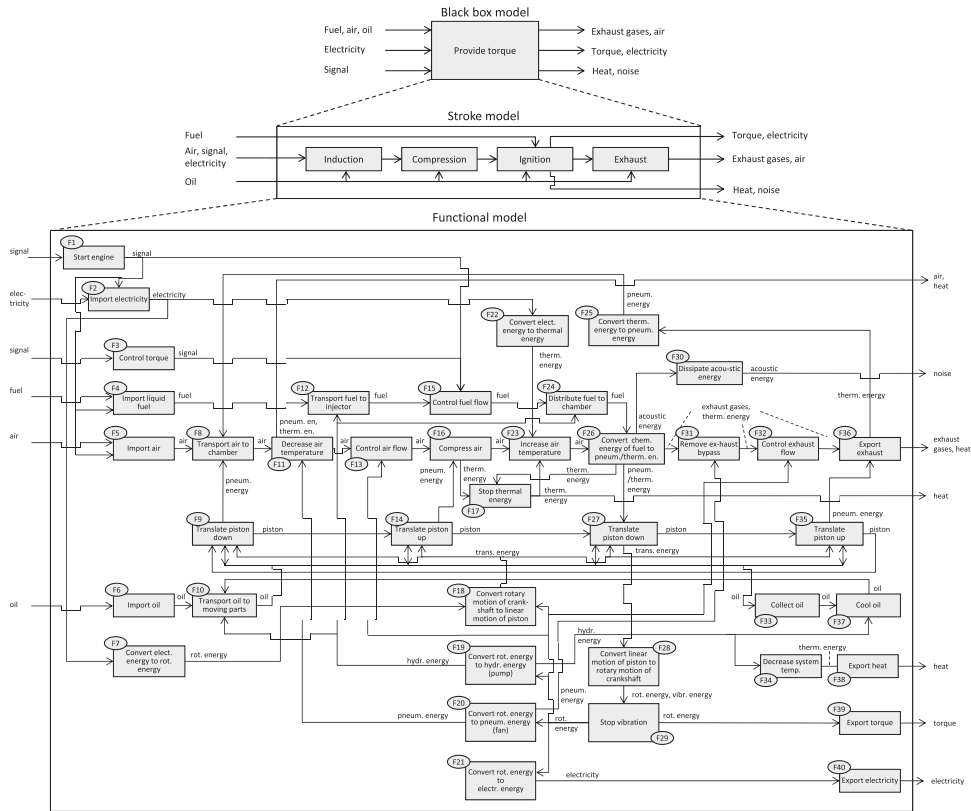 Black box model
Fuel, air, oil
Electricity
Signal
Provide torque
Exhaust gases, air
Torque, electricity
Heat, noise
Stroke model
Fuel
Air, signal,
electricity
Oil
Induction
Compression
Ignition
Exhaust
Torque, electricity
Exhaust gases, air
Heat, noise
Functional model
signal
F1
Start engine
signal
elec-
tricity
F2
Import electricity
electricity
air,
heat
pneum.
energy
F22
Convert elect.
energy to thermal
energy
F25
Convert therm.
energy to pneum.
energy
signal
F3
Control torque
signal
therm.
energy
F30
Dissipate acou-stic
energy
acoustic
energy
noise
fuel
F4
Import liquid
fuel
fuel
F12
Transport fuel to
injector
fuel
F15
Control fuel flow
fuel
F24
Distribute fuel to
chamber
fuel
therm. energy
acoustic
energy
exhaust gases,
therm. energy
pneum. en,
therm. en.
air
F5
Import air
air
F8
Transport air to
chamber
air
Decrease air
temperature
F11
air
Control air flow
F13
air
F16
Compress air
air
F23
Increase air
temperature
air
F26
Convert chem.
energy of fuel to
pneum./therm. en.
F31
Remove ex-haust
bypass
F32
Control exhaust
flow
F36
Export
exhaust
exhaust
gases, heat
pneum.
energy
pneum.
energy
therm.
energy
Stop thermal
energy
F17
therm.
energy
therm.
energy
pneum.
/therm.
energy
heat
pneum. energy
F9
Translate piston
down
piston
F14
Translate piston
up
piston
F27
Translate
piston down
piston
F35
Translate
piston up
piston
trans. energy
trans. energy
oil
F6
Import oil
oil
F10
Transport oil to
moving parts
oil
F18
Convert rotary
motion of crank-
shaft to linear
motion of piston
oil
Collect oil
F33
oil
Cool oil
F37
oil
F7
Convert elect.
energy to rot.
energy
rot. energy
hydr. energy
F19
Convert rot. energy
to hydr. energy
(pump)
hydr.
energy
F28
Convert linear
motion of piston to
rotary motion of
crankshaft
Decrease system
temp.
F34
therm. energy
Export heat
F38
heat
pneum.
energy
rot. energy, vibr. energy
pneum. energy
F20
Convert rot. energy
to pneum. energy
(fan)
rot.
energy
Stop vibration
F29
rot. energy
F39
Export torque
torque
F21
Convert rot. energy
to
electr. energy
electricity
F40
Export electricity
electricity